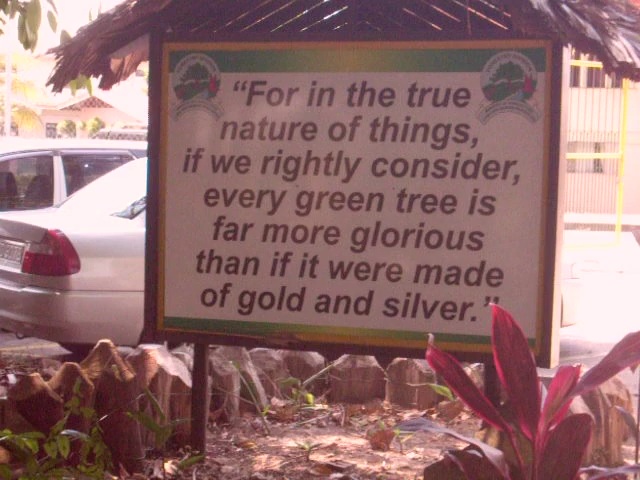 “For in the true
nature of things,
if we rightly consider,
every green tree is
far more glorious
than if it were made
of gold and silver.”